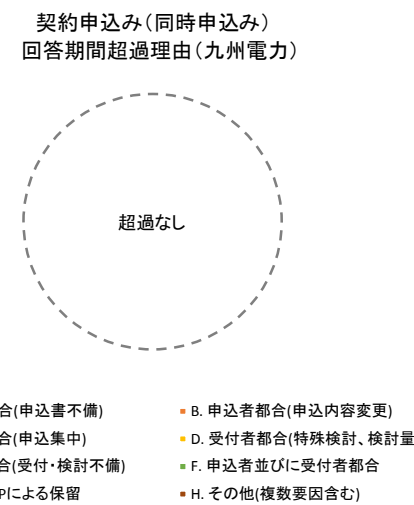 契約申込み(同時申込み)
回答期間超過理由(九州電力)
超過なし
合(申込書不備)
B. 申込者都合(申込内容変更)
合(申込集中)
D. 受付者都合(特殊検討、検討量
合(受付・検討不備)
F. 申込者並びに受付者都合
Pによる保留
H. その他(複数要因含む)